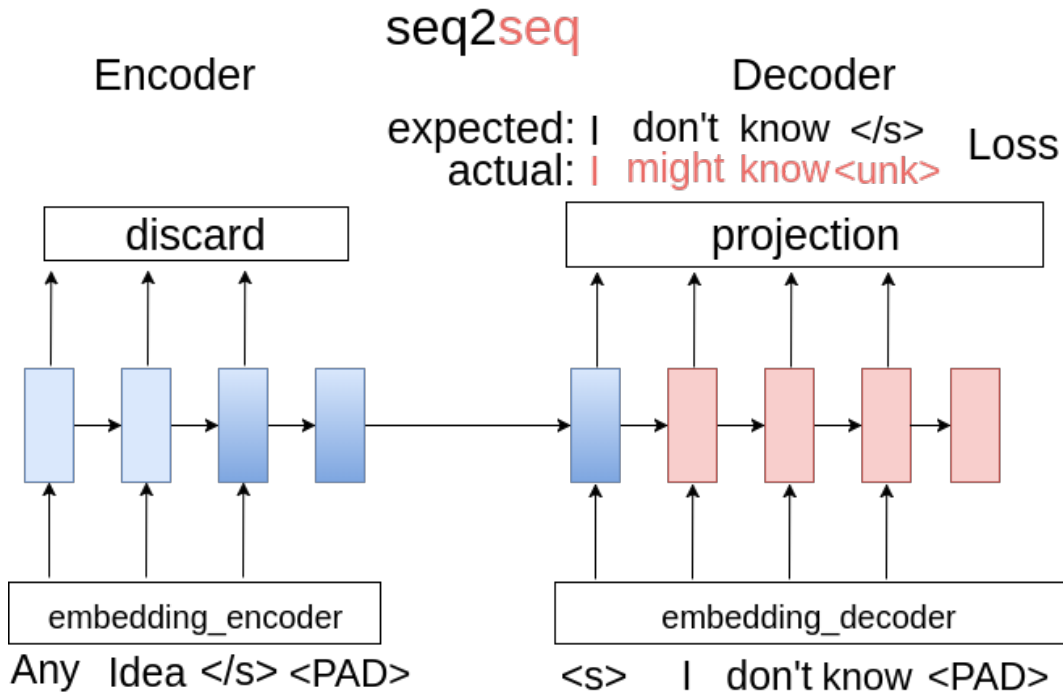 seq2seq
Encoder
Decoder
expected: I don't know </s>
actual: I might know <unk>
Loss
discard
projection
embedding_encoder
embedding_decoder
Any Idea </s> <PAD>
<s> I don't know <PAD>